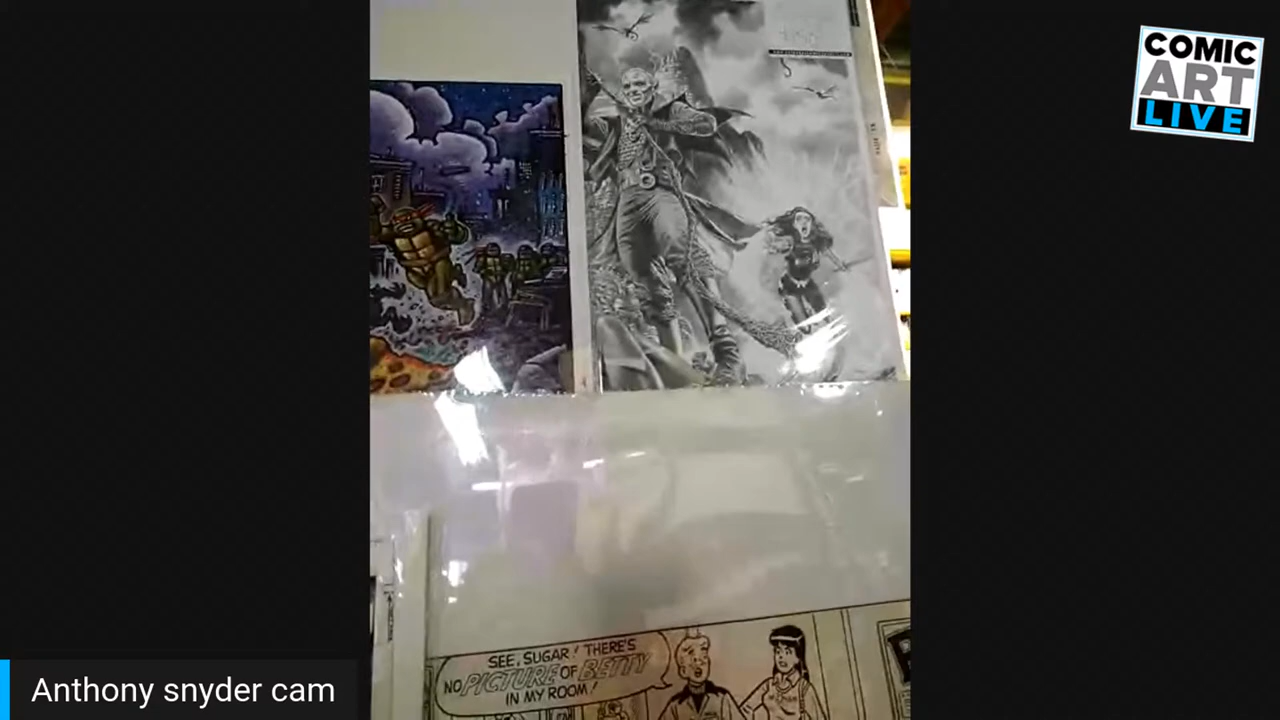 COMIC
ART
LIVE
SEE, SUGAR! THERE'S
NO PICTURE OF BETTY
IN MY ROOM!
Anthony snyder cam